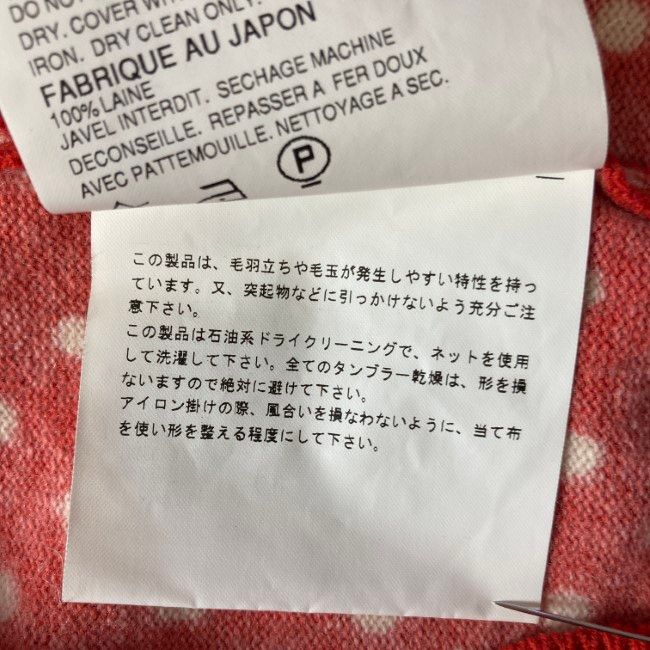 DO NOT
DRY. COVER
IRON. DRY CLEAN ONLY.
FABRIQUE AU JAPON
100% LAINE
JAVEL INTERDIT. SECHAGE MACHINE
DECONSEILLE. REPASSER A FER DOUX
AVEC PATTEMOUILLE. NETTOYAGE A SEC.
P
この製品は、毛羽立ちや毛玉が発生しやすい特性を持っ
ています。又、突起物などに引っかけないよう充分ご注
意下さい。
この製品は石油系ドライクリーニングで、ネットを使用
して洗濯して下さい。全てのタンブラー乾燥は、形を損
ないますので絶対に避けて下さい。
アイロン掛けの際、風合いを損なわないように、当て布
を使い形を整える程度にして下さい。